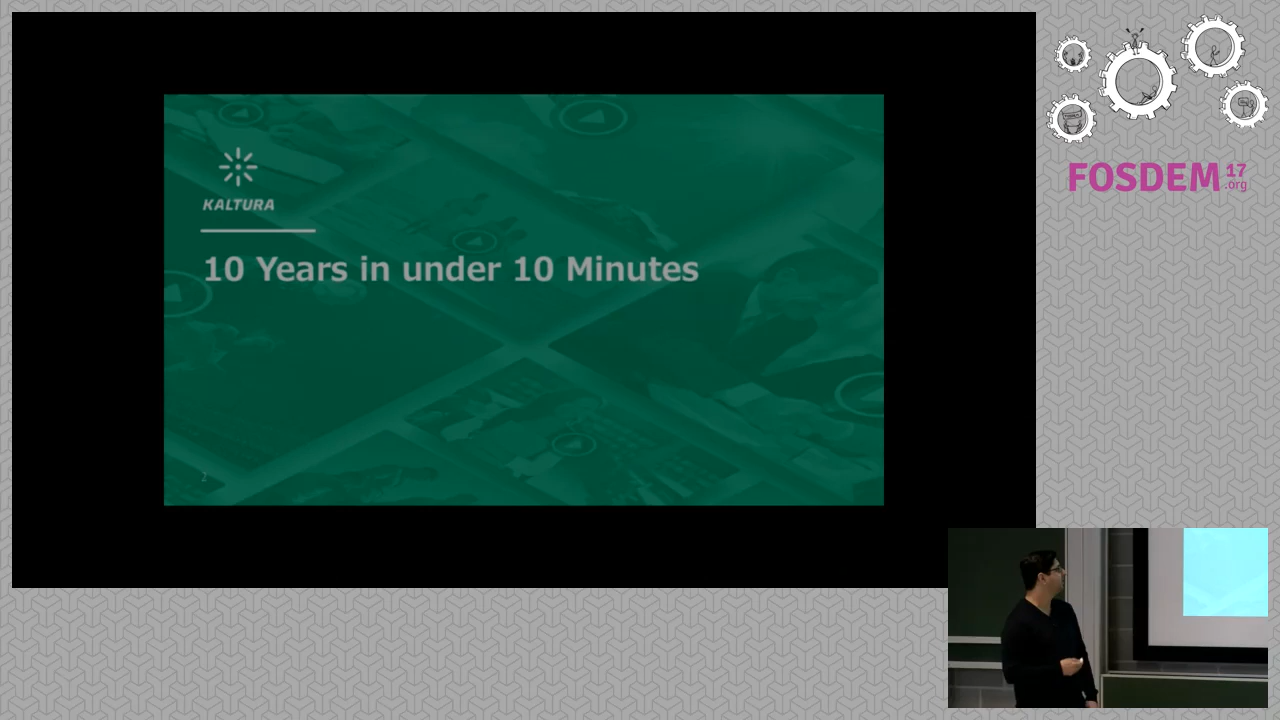 KALTURA
10 Years in under 10 Minutes
2
FOSDEM 17
.org